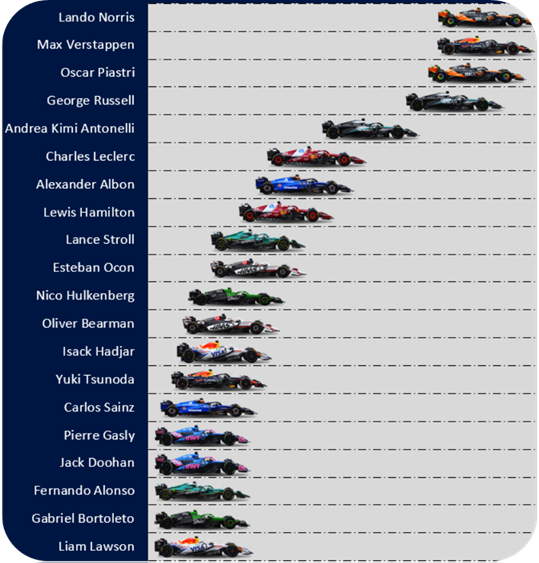 Lando Norris
Max Verstappen
Oscar Piastri
George Russell
Andrea Kimi Antonelli
Charles Leclerc
Alexander Albon
Lewis Hamilton
Lance Stroll
Esteban Ocon
Nico Hulkenberg
Oliver Bearman
Isack Hadjar
Yuki Tsunoda
Carlos Sainz
Pierre Gasly
Jack Doohan
Fernando Alonso
Gabriel Bortoleto
Liam Lawson